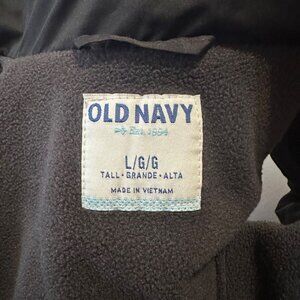 OLD NAVY
Est. 1994
L/G/G
TALL • GRANDE • ALTA
MADE IN VIETNAM